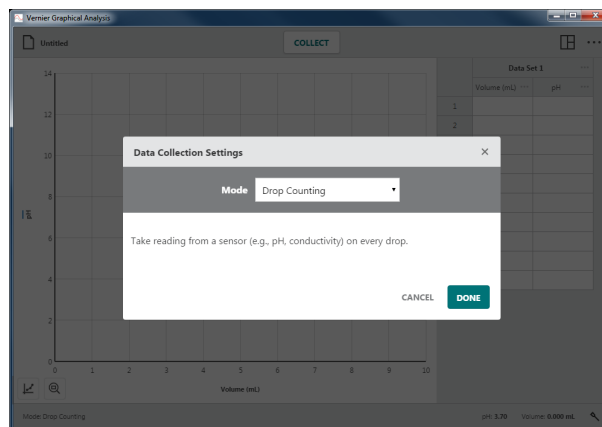 Vernier Graphical Analysis
Untitled
COLLECT
Data Set 1
Volume (mL)
pH
1
2
14
12
10
8
6
4
2
0
pH
0 1 2 3 4 5 6 7 8 9 10
Volume (mL)
Data Collection Settings
Mode
Drop Counting
Take reading from a sensor (e.g., pH, conductivity) on every drop.
CANCEL
DONE
Mode: Drop Counting
pH: 3.70
Volume: 0.000 mL